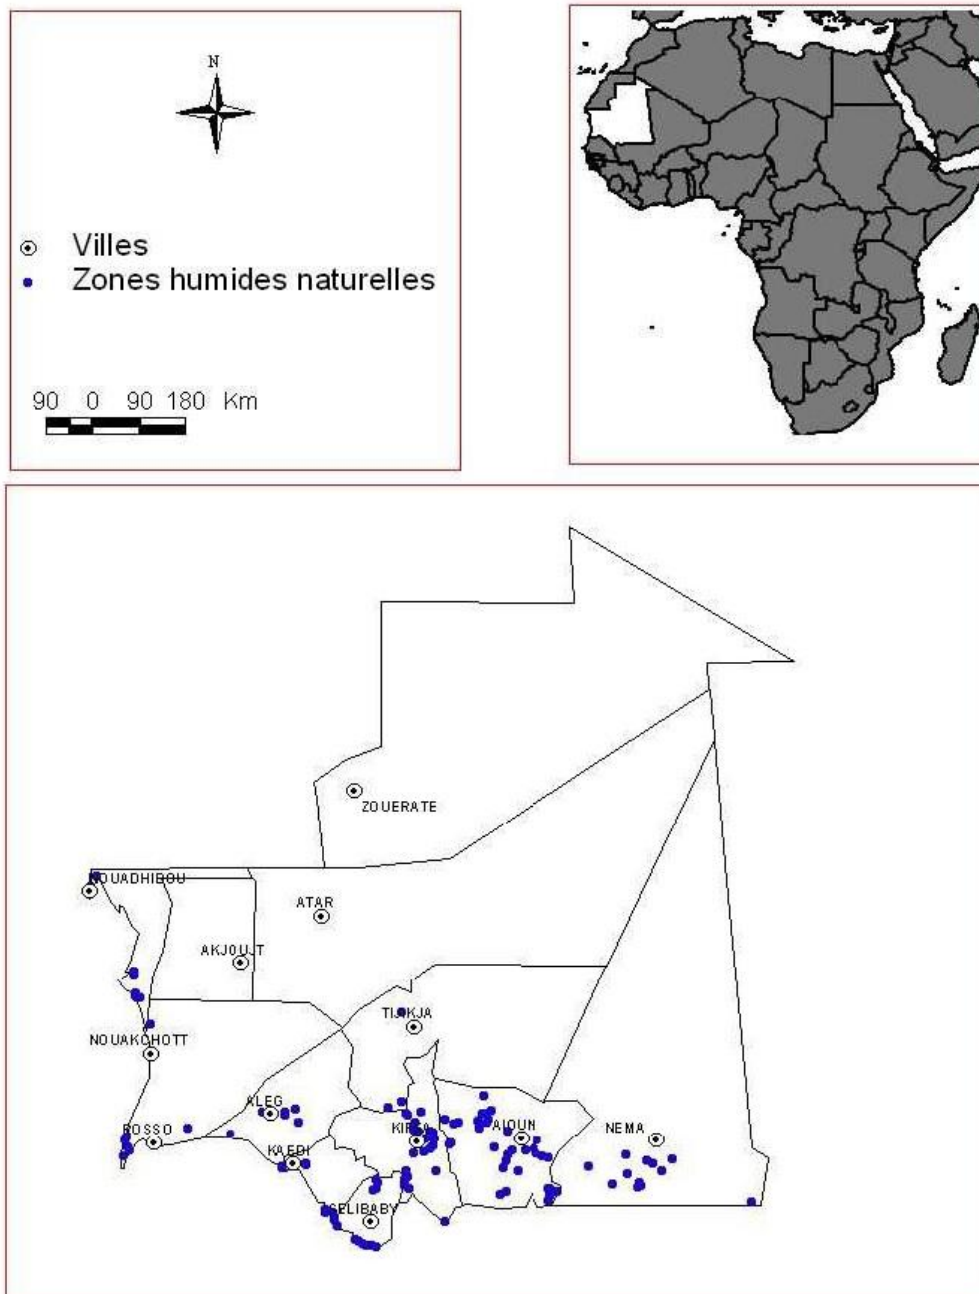 N
Villes
Zones humides naturelles
90 0 90 180 Km
ZOUERATE
NOUADHIBOU
ATAR
AKJOUJT
TIJIKJA
NOUAKCHOTT
ALEG
ROSSO
KIFFA
AIOUN
NEMA
KAEDI
SELIBABY